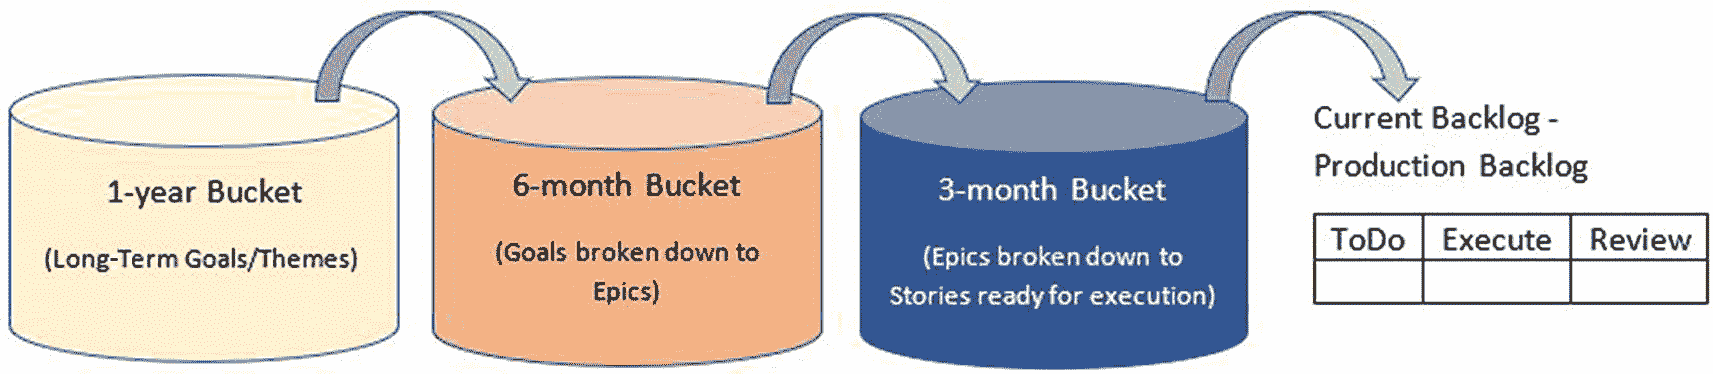 1-year Bucket
(Long-Term Goals/Themes)
6-month Bucket
(Goals broken down to
Epics)
3-month Bucket
(Epics broken down to
Stories ready for execution)
Current Backlog -
Production Backlog
ToDo Execute Review